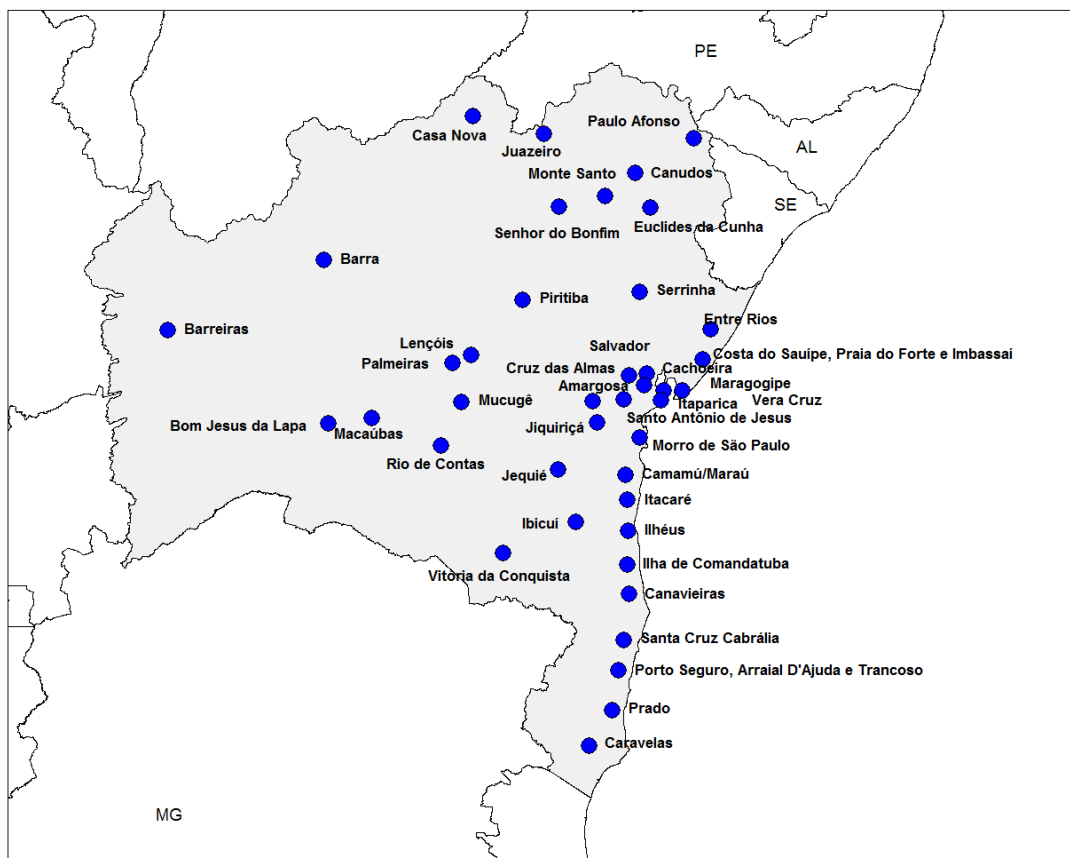 PE
Paulo Afonso
Casa Nova
Juazeiro
AL
Monte Santo
Canudos
SE
Senhor do Bonfim
Euclides da Cunha
Barra
Serrinha
Piritiba
Entre Rios
Barreiras
Lençóis
Salvador
Costa do Sauípe, Praia do Forte e Imbassaí
Palmeiras
Cruz das Almas
Cachoeira
Amargosa
Maragogipe
Mucugê
Itaparica
Vera Cruz
Bom Jesus da Lapa
Macaúbas
Jiquiriçá
Santo Antônio de Jesus
Morro de São Paulo
Rio de Contas
Jequié
Camamú/Maraú
Itacaré
Ibicuí
Ilhéus
Ilha de Comandatuba
Vitória da Conquista
Canavieiras
Santa Cruz Cabrália
Porto Seguro, Arraial D'Ajuda e Trancoso
Prado
Caravelas
MG